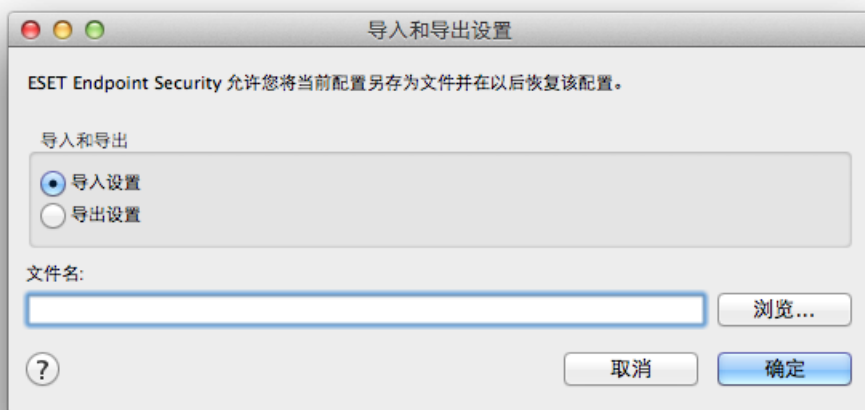 导入和导出设置
ESET Endpoint Security 允许您将当前配置另存为文件并在以后恢复该配置。
导入和导出
导入设置
导出设置
文件名:
浏览...
?
取消
确定